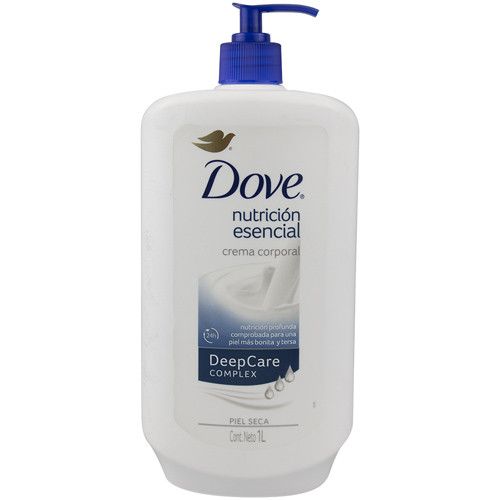 Dove®
nutrición
esencial
crema corporal
24h
nutrición profunda
comprobada para una
piel más bonita y tersa
DeepCare
COMPLEX
PIEL SECA
Cont. Neto 1L